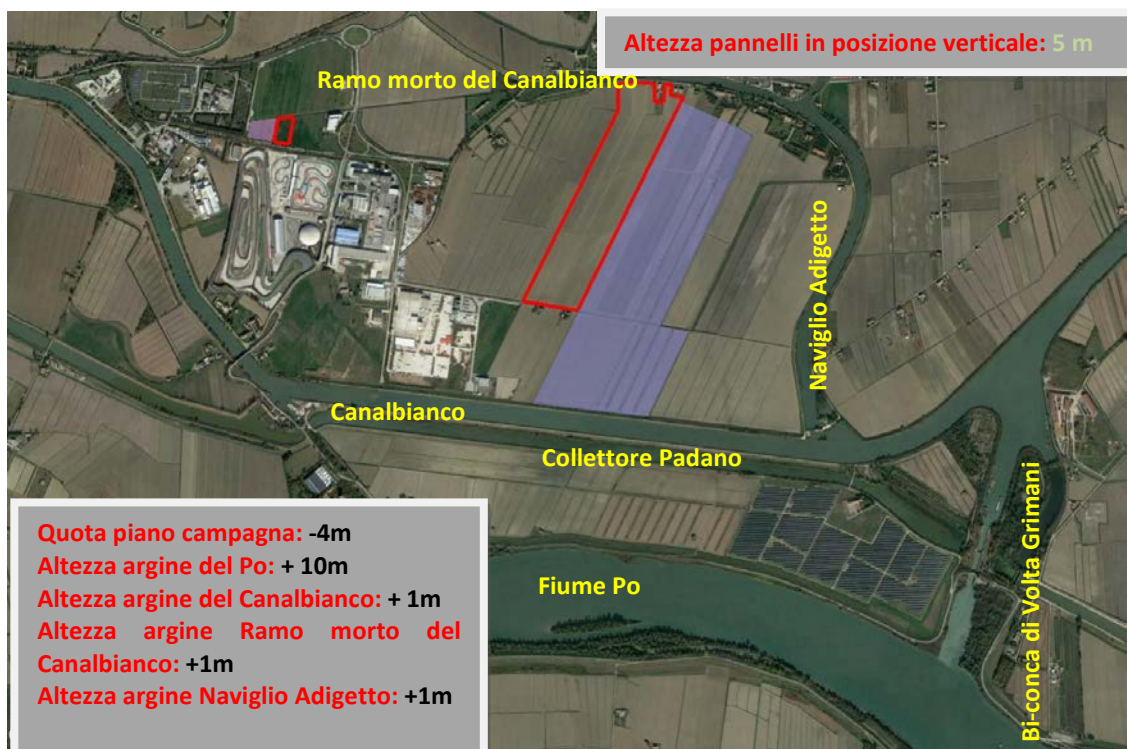 Altezza pannelli in posizione verticale: 5 m
Ramo morto del Canalbianco
Naviglio Adigetto
Canalbianco
Collettore Padano
Bi-conca di Volta Grimani
Fiume Po
Quota piano campagna: -4m
Altezza argine del Po: + 10m
Altezza argine del Canalbianco: + 1m
Altezza argine Ramo morto del
Canalbianco: +1m
Altezza argine Naviglio Adigetto: +1m